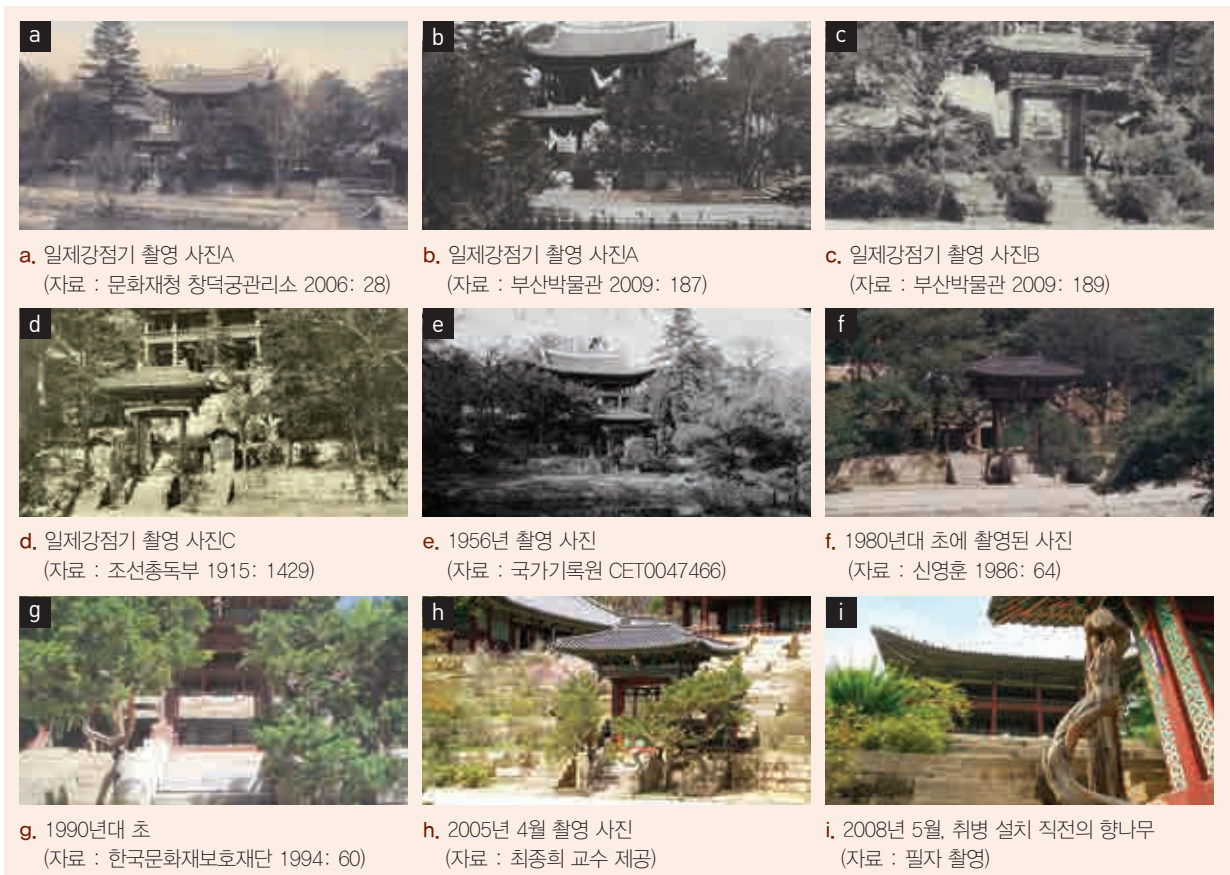 a
b
c
a. 일제강점기 촬영 사진A
(자료 : 문화재청 창덕궁관리소 2006: 28)
b. 일제강점기 촬영 사진A
(자료 : 부산박물관 2009: 187)
c. 일제강점기 촬영 사진B
(자료 : 부산박물관 2009: 189)
d
e
f
d. 일제강점기 촬영 사진C
(자료 : 조선총독부 1915: 1429)
e. 1956년 촬영 사진
(자료 : 국가기록원 CET0047466)
f. 1980년대 초에 촬영된 사진
(자료 : 신영훈 1986: 64)
g
h
i
g. 1990년대 초
(자료 : 한국문화재보호재단 1994: 60)
h. 2005년 4월 촬영 사진
(자료 : 최종희 교수 제공)
i. 2008년 5월, 취병 설치 직전의 향나무
(자료 : 필자 촬영)